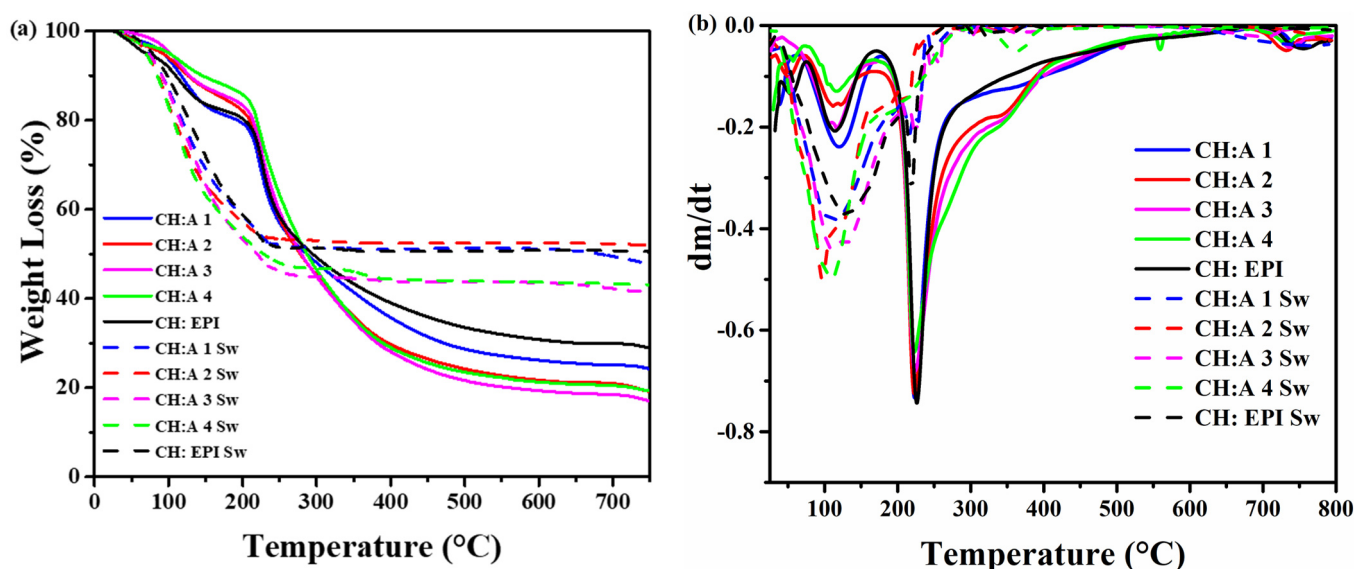 (a)
Weight Loss (%)
100
80
60
40
20
0
CH:A 1
CH:A 2
CH:A 3
CH:A 4
CH: EPI
CH:A 1 Sw
CH:A 2 Sw
CH:A 3 Sw
CH:A 4 Sw
CH: EPI Sw
0 100 200 300 400 500 600 700
Temperature (°C)
(b)
dm/dt
0.0
-0.2
-0.4
-0.6
-0.8
CH:A 1
CH:A 2
CH:A 3
CH:A 4
CH: EPI
CH:A 1 Sw
CH:A 2 Sw
CH:A 3 Sw
CH:A 4 Sw
CH: EPI Sw
100 200 300 400 500 600 700 800
Temperature (°C)